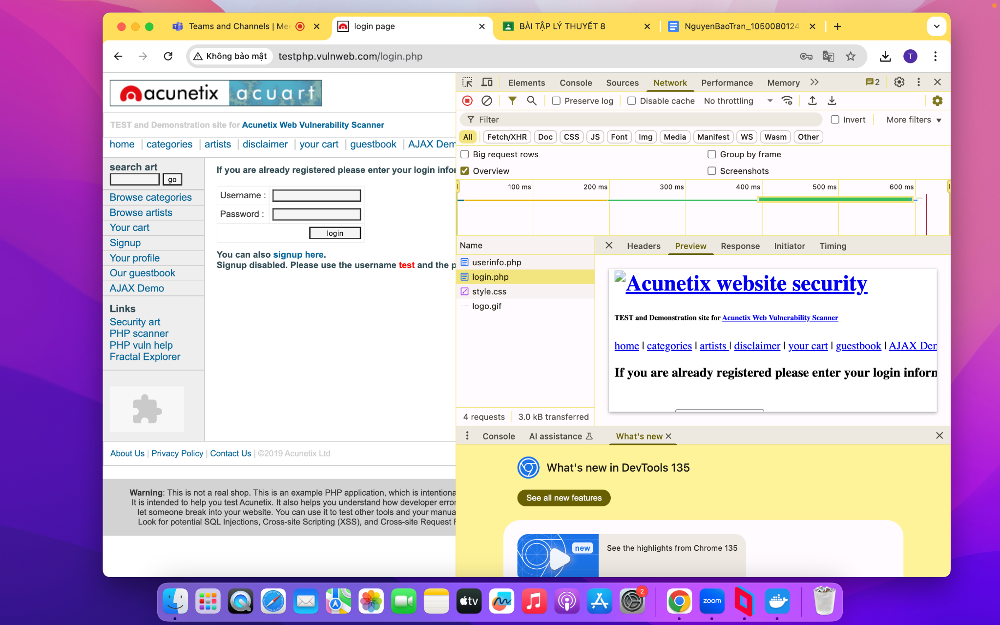 Teams and Channels | Me
login page
BÀI TẬP LÝ THUYẾT 8
NguyenBaoTran_1050080124
Không bảo mật
testphp.vulnweb.com/login.php
T
acunetix acuart
TEST and Demonstration site for Acunetix Web Vulnerability Scanner
home | categories | artists | disclaimer | your cart | guestbook | AJAX Dem
search art
go
Browse categories
Browse artists
Your cart
Signup
Your profile
Our guestbook
AJAX Demo
Links
Security art
PHP scanner
PHP vuln help
Fractal Explorer
If you are already registered please enter your login infor
Username :
Password :
login
You can also signup here.
Signup disabled. Please use the username test and the p
About Us | Privacy Policy | Contact Us | ©2019 Acunetix Ltd
Warning: This is not a real shop. This is an example PHP application, which is intentiona
It is intended to help you test Acunetix. It also helps you understand how developer error
let someone break into your website. You can use it to test other tools and your manua
Look for potential SQL Injections, Cross-site Scripting (XSS), and Cross-site Request F
Elements Console Sources Network Performance Memory 2
Preserve log Disable cache No throttling
Filter Invert More filters
All Fetch/XHR Doc CSS JS Font Img Media Manifest WS Wasm Other
Big request rows Group by frame
Overview Screenshots
100 ms 200 ms 300 ms 400 ms 500 ms 600 ms
Name
userinfo.php
login.php
style.css
logo.gif
4 requests 3.0 kB transferred
Headers Preview Response Initiator Timing
Acunetix website security
TEST and Demonstration site for Acunetix Web Vulnerability Scanner
home | categories | artists | disclaimer | your cart | guestbook | AJAX Dem
If you are already registered please enter your login inforn
Console AI assistance What's new
What's new in DevTools 135
See all new features
new
See the highlights from Chrome 135
tv
2
zoom